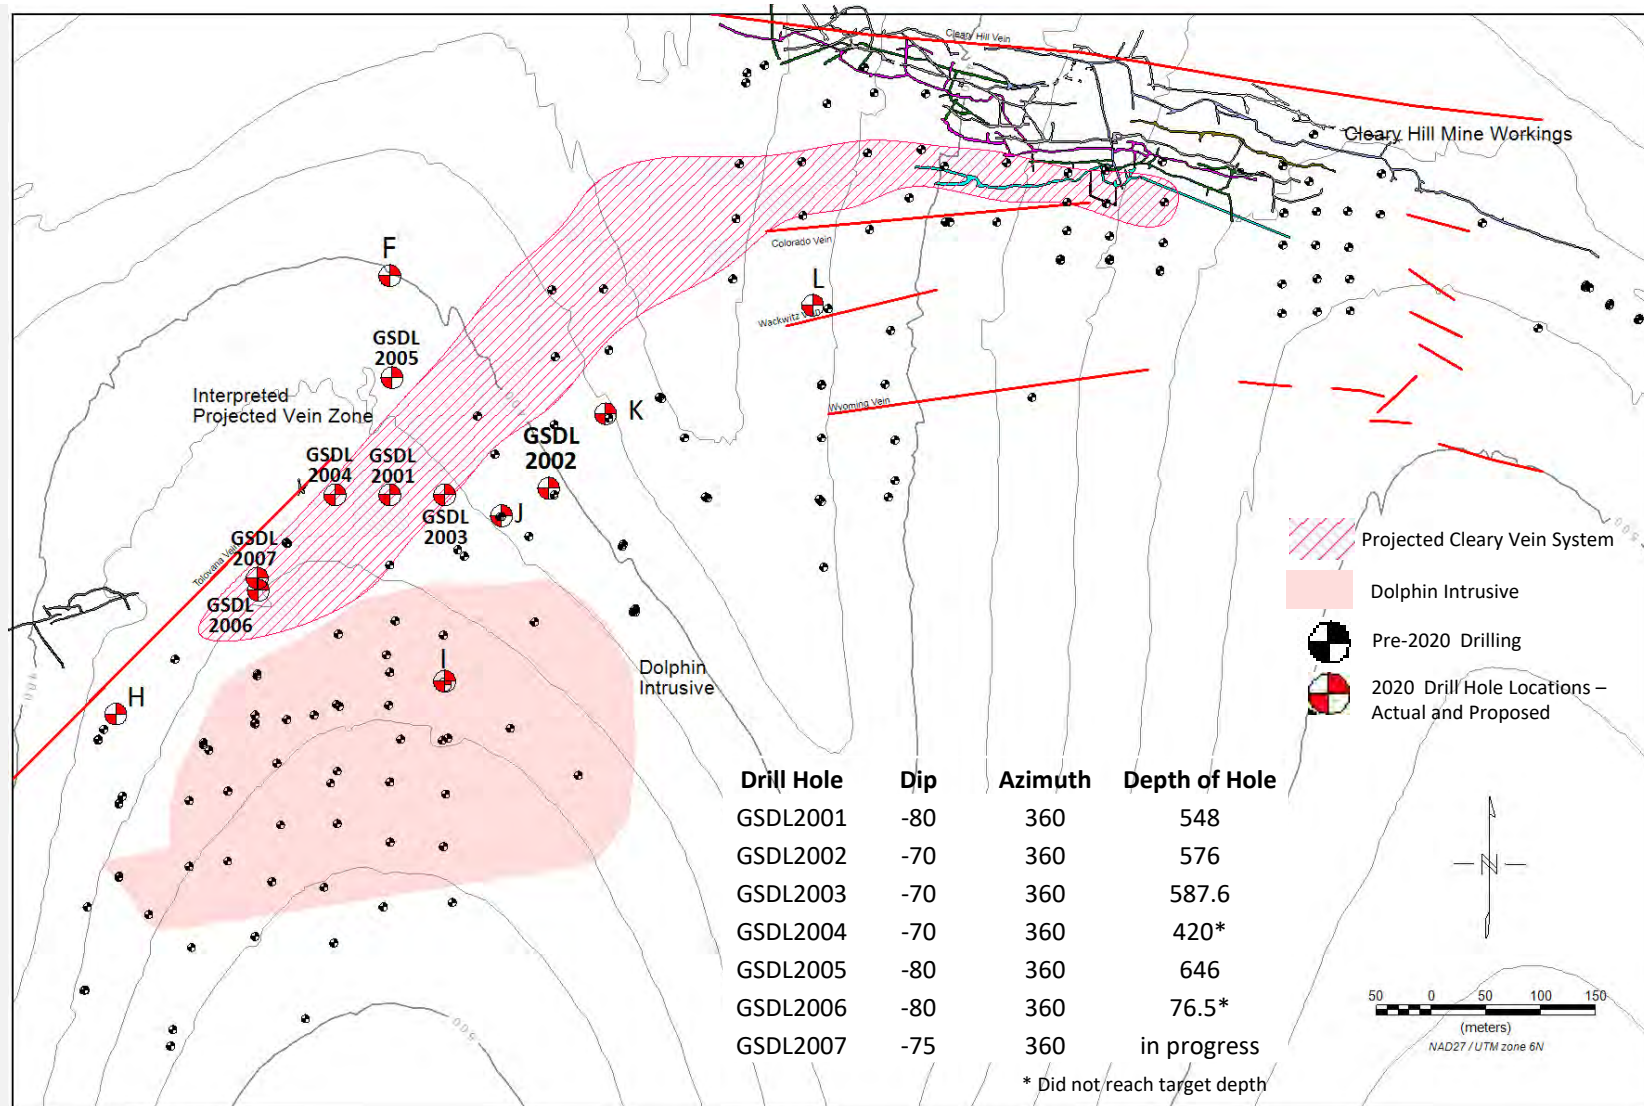 Cleary Hill Vein
Cleary Hill Mine Workings
Colorado Vein
L
Wackwitz Vein
Wyoming Vein
F
GSDL
2005
Interpreted
Projected Vein Zone
K
GSDL
2002
GSDL
2004
GSDL
2001
GSDL
2003
J
Tolovana Vein
GSDL
2007
GSDL
2006
H
I
Dolphin
Intrusive
400
500
500
Projected Cleary Vein System
Dolphin Intrusive
Pre-2020 Drilling
2020 Drill Hole Locations –
Actual and Proposed
Drill Hole Dip Azimuth Depth of Hole
GSDL2001 -80 360 548
GSDL2002 -70 360 576
GSDL2003 -70 360 587.6
GSDL2004 -70 360 420*
GSDL2005 -80 360 646
GSDL2006 -80 360 76.5*
GSDL2007 -75 360 in progress
* Did not reach target depth
N
50 0 50 100 150
(meters)
NAD27 / UTM zone 6N